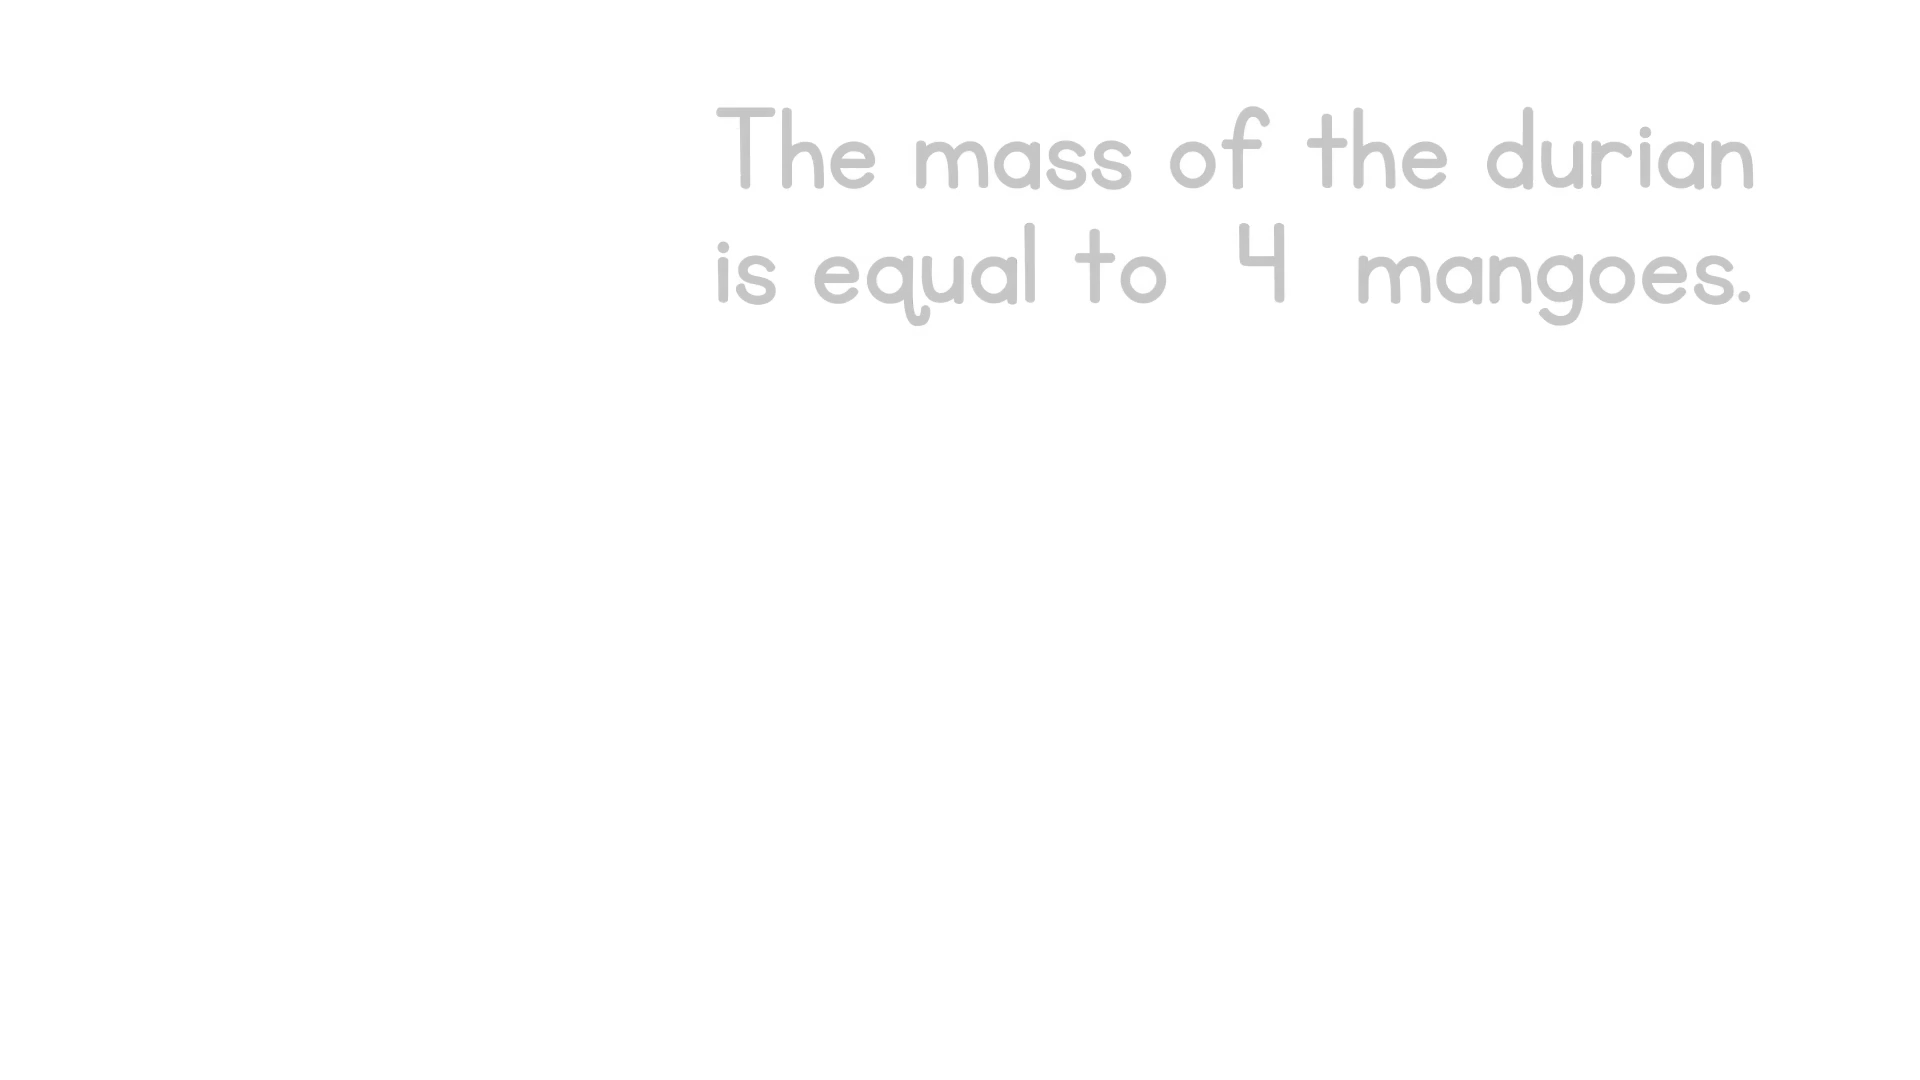 The mass of the durian
is equal to 4 mangoes.